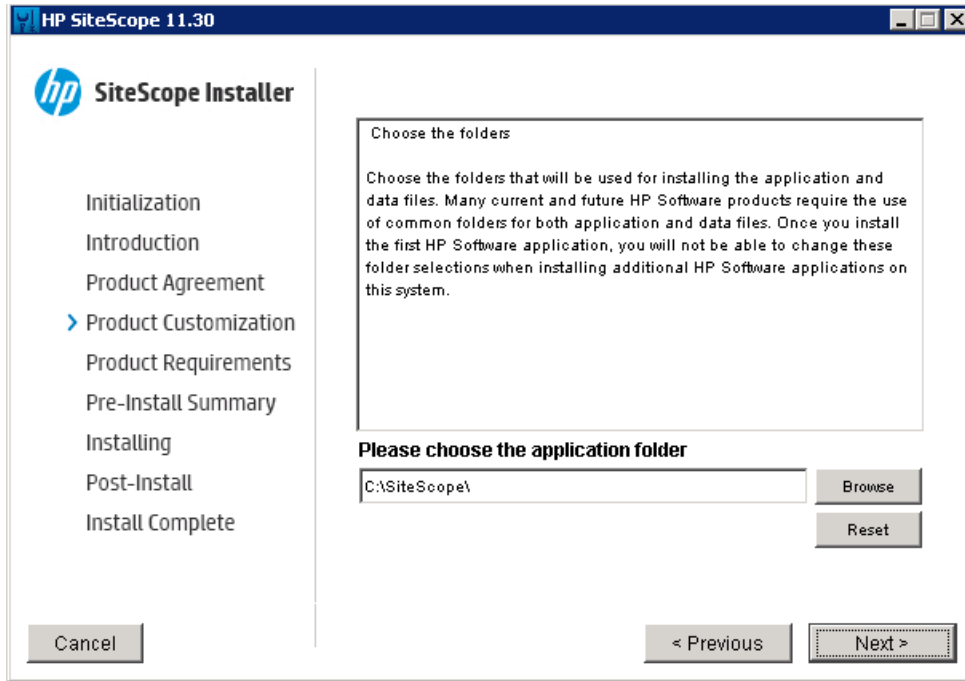 HP SiteScope 11.30
hp SiteScope Installer
Initialization
Introduction
Product Agreement
Product Customization
Product Requirements
Pre-Install Summary
Installing
Post-Install
Install Complete
Choose the folders
Choose the folders that will be used for installing the application and
data files. Many current and future HP Software products require the use
of common folders for both application and data files. Once you install
the first HP Software application, you will not be able to change these
folder selections when installing additional HP Software applications on
this system.
Please choose the application folder
C:\SiteScope\
Browse
Reset
Cancel
< Previous
Next >